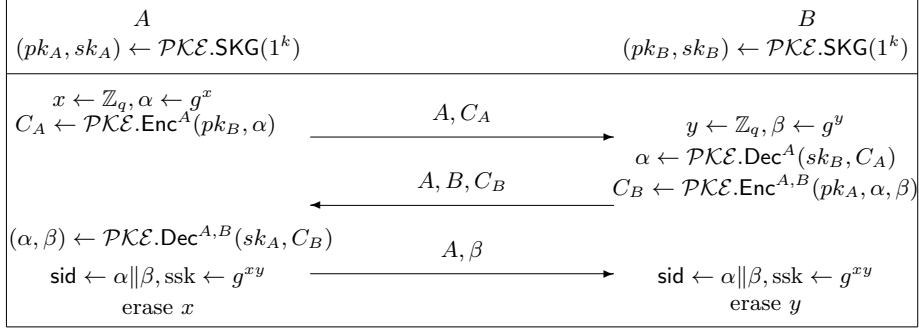 A B
(pk_A, sk_A) ← PKE.SKG(1^k) (pk_B, sk_B) ← PKE.SKG(1^k)
x ← ℤ_q, α ← g^x
C_A ← PKE.Enc^A(pk_B, α)
A, C_A
y ← ℤ_q, β ← g^y
α ← PKE.Dec^A(sk_B, C_A)
A, B, C_B
C_B ← PKE.Enc^{A,B}(pk_A, α, β)
(α, β) ← PKE.Dec^{A,B}(sk_A, C_B)
A, β
sid ← α‖β, ssk ← g^{xy} sid ← α‖β, ssk ← g^{xy}
erase x erase y